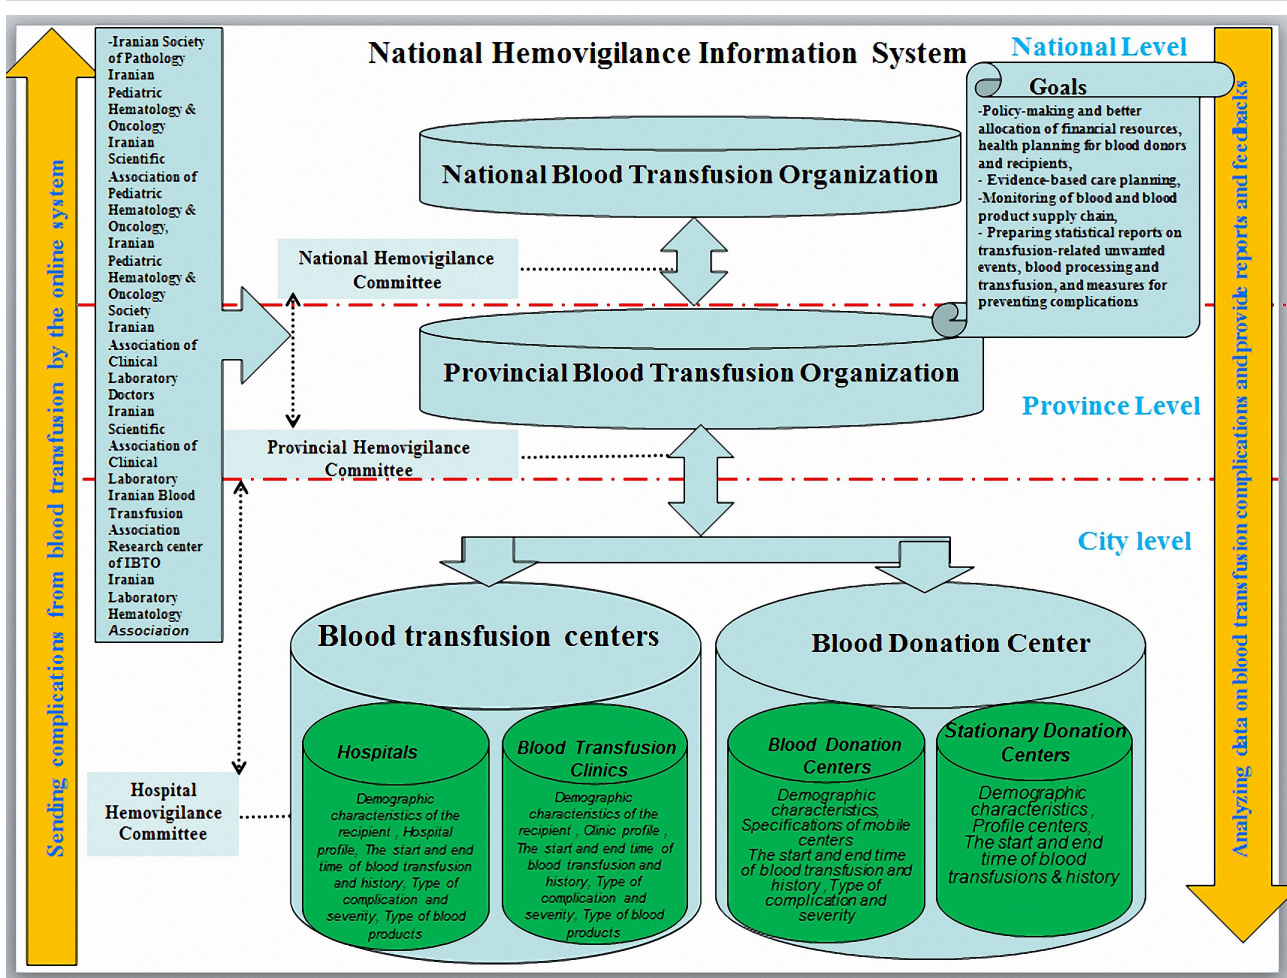 National Hemovigilance Information System
National Level
Sending complications from blood transfusion by the online system
-Iranian Society
of Pathology
Iranian
Pediatric
Hematology &
Oncology
Iranian
Scientific
Association of
Pediatric
Hematology &
Oncology,
Iranian
Pediatric
Hematology &
Oncology
Society
Iranian
Association of
Clinical
Laboratory
Doctors
Iranian
Scientific
Association of
Clinical
Laboratory
Iranian Blood
Transfusion
Association
Research center
of IBTO
Iranian
Laboratory
Hematology
Association
Goals
-Policy-making and better
allocation of financial resources,
health planning for blood donors
and recipients,
- Evidence-based care planning,
-Monitoring of blood and blood
product supply chain,
- Preparing statistical reports on
transfusion-related unwanted
events, blood processing and
transfusion, and measures for
preventing complications
Analyzing data on blood transfusion complications and provide reports and feedbacks
National Blood Transfusion Organization
National Hemovigilance
Committee
Provincial Blood Transfusion Organization
Province Level
Provincial Hemovigilance
Committee
City level
Blood transfusion centers
Blood Donation Center
Hospital
Hemovigilance
Committee
Hospitals
Demographic
characteristics of the
recipient , Hospital
profile, The start and end
time of blood transfusion
and history, Type of
complication and
severity, Type of blood
products
Blood Transfusion
Clinics
Demographic
characteristics of the
recipient , Clinic profile ,
The start and end time of
blood transfusion and
history, Type of
complication and
severity, Type of blood
products
Blood Donation
Centers
Demographic
characteristics,
Specifications of mobile
centers
The start and end time
of blood transfusion and
history , Type of
complication and
severity
Stationary Donation
Centers
Demographic
characteristics ,
Profile centers,
The start and end
time of blood
transfusions & history